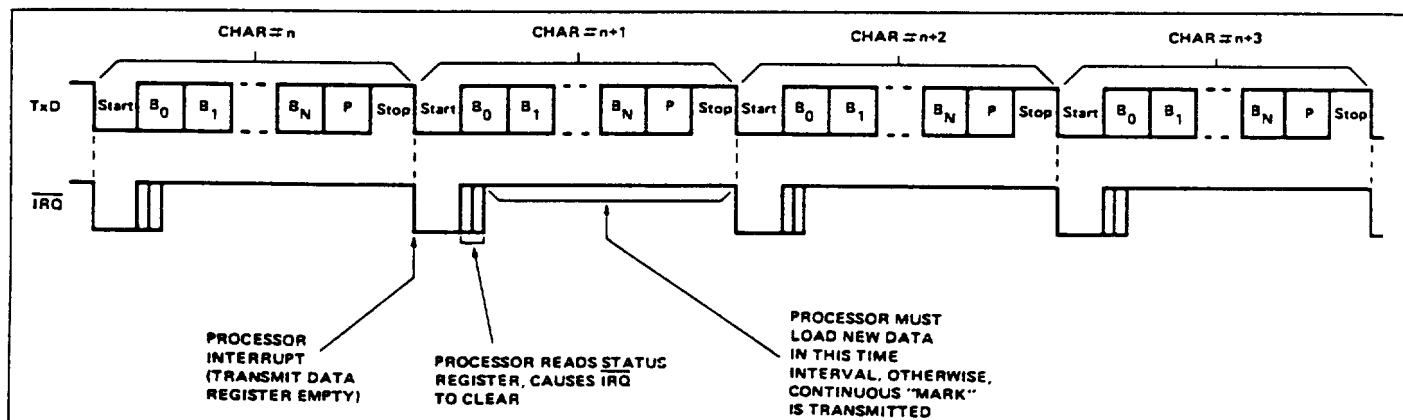 CHAR = n CHAR = n+1 CHAR = n+2 CHAR = n+3
TxD Start B0 B1 BN P Stop Start B0 B1 BN P Stop Start B0 B1 BN P Stop Start B0 B1 BN P Stop
IRQ
PROCESSOR
INTERRUPT
(TRANSMIT DATA
REGISTER EMPTY)
PROCESSOR READS STATUS
REGISTER, CAUSES IRQ
TO CLEAR
PROCESSOR MUST
LOAD NEW DATA
IN THIS TIME
INTERVAL, OTHERWISE,
CONTINUOUS "MARK"
IS TRANSMITTED